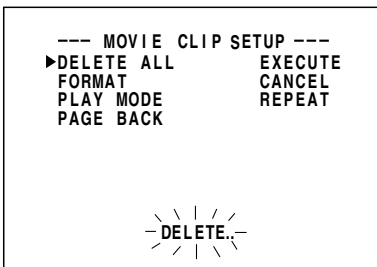 --- MOVIE CLIP SETUP ---
▶DELETE ALL EXECUTE
FORMAT CANCEL
PLAY MODE REPEAT
PAGE BACK
DELETE..